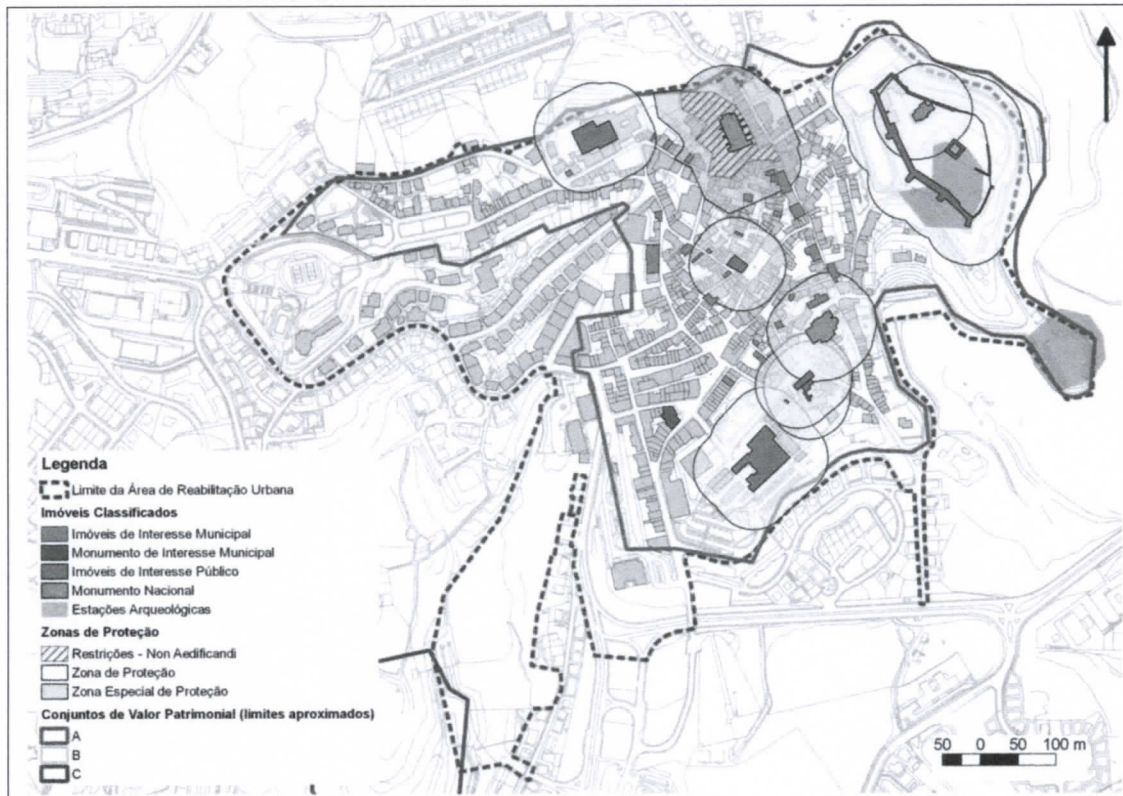 Legenda
Limite da Área de Reabilitação Urbana
Imóveis Classificados
Imóveis de Interesse Municipal
Monumento de Interesse Municipal
Imóveis de Interesse Público
Monumento Nacional
Estações Arqueológicas
Zonas de Proteção
Restrições - Non Aedificandi
Zona de Proteção
Zona Especial de Proteção
Conjuntos de Valor Patrimonial (limites aproximados)
A
B
C
50 0 50 100 m